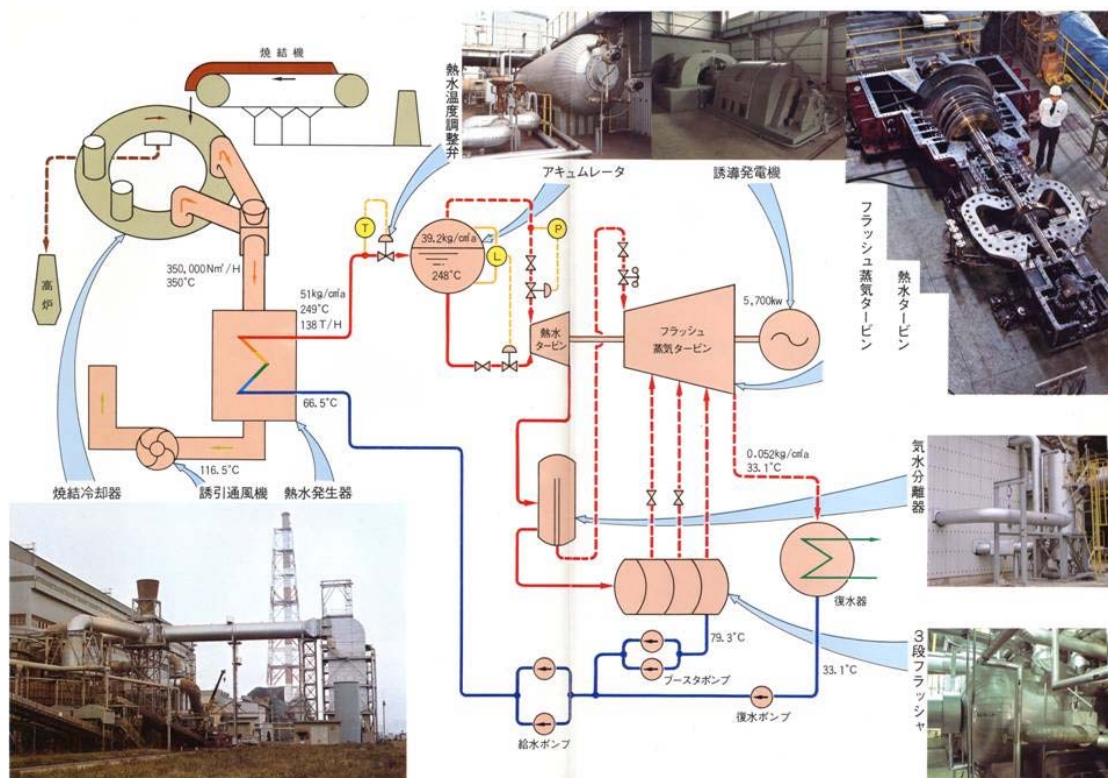 焼結機
熱水温度調整弁
アキュムレータ
誘導発電機
フラッシュ蒸気タービン
熱水タービン
高炉
350,000Nm³/H
350℃
51kg/cm²a
249℃
138 T/H
T
39.2kg/cm²a
248℃
L
P
熱水
タービン
フラッシュ
蒸気タービン
5,700kw
66.5℃
116.5℃
焼結冷却器
誘引通風機
熱水発生器
0.052kg/cm²a
33.1℃
気水分離器
復水器
79.3℃
33.1℃
ブースタポンプ
復水ポンプ
給水ポンプ
3段フラッシャ